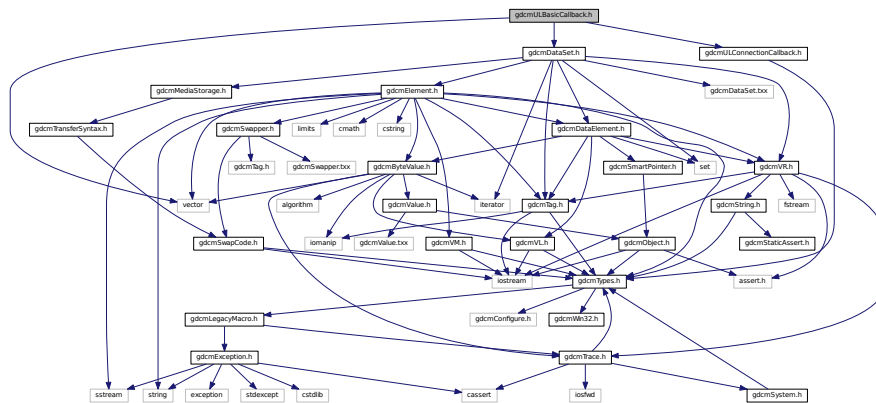 gdcmULBasicCallback.h
gdcmDataSet.h
gdcmULConnectionCallback.h
gdcmMediaStorage.h
gdcmElement.h
gdcmDataSet.txx
gdcmTransferSyntax.h
gdcmSwapper.h
limits
cmath
cstring
gdcmDataElement.h
gdcmTag.h
gdcmSwapper.txx
gdcmByteValue.h
gdcmSmartPointer.h
set
gdcmVR.h
vector
algorithm
gdcmValue.h
iterator
gdcmTag.h
gdcmString.h
fstream
gdcmSwapCode.h
iomanip
gdcmValue.txx
gdcmVM.h
gdcmVL.h
gdcmObject.h
gdcmStaticAssert.h
iostream
gdcmTypes.h
assert.h
gdcmLegacyMacro.h
gdcmConfigure.h
gdcmWin32.h
gdcmException.h
gdcmTrace.h
sstream
string
exception
stdexcept
cstdlib
cassert
iosfwd
gdcmSystem.h